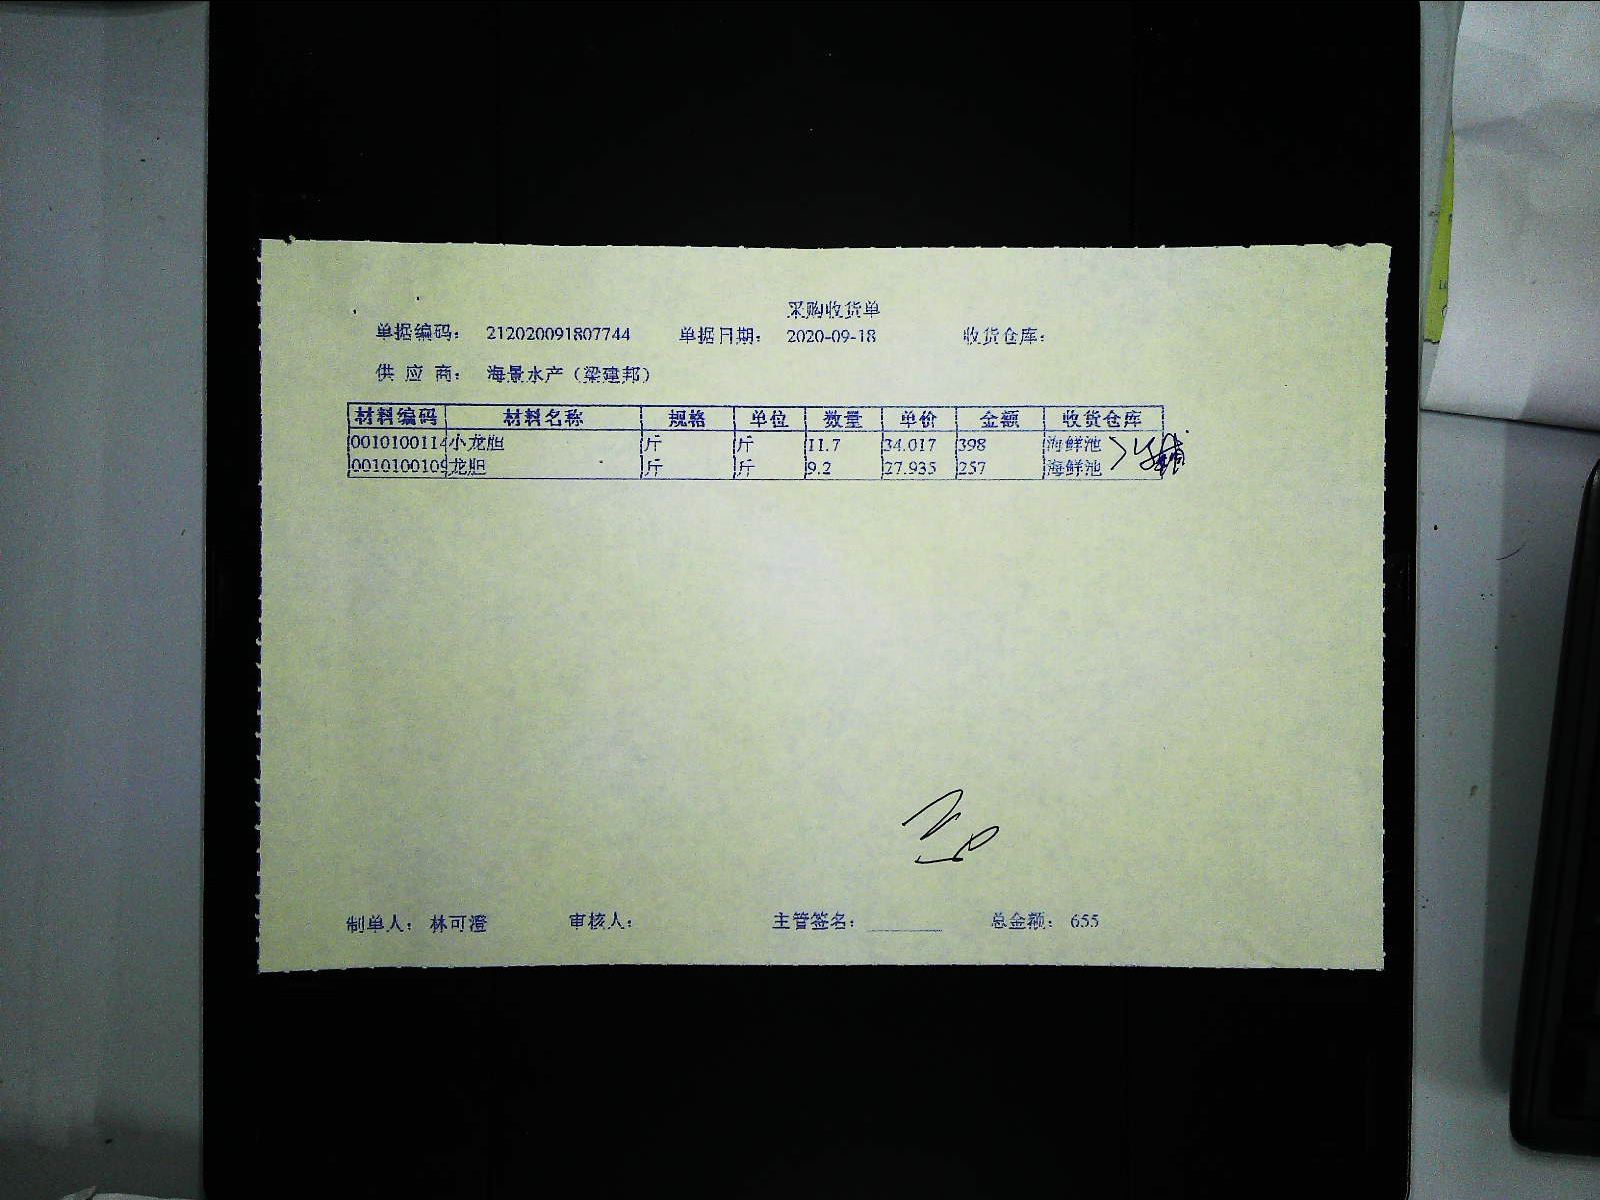 采购收货单
单据编码： 212020091807744 单据日期： 2020-09-18 收货仓库：
供 应 商： 海景水产（梁建邦）
材料编码 材料名称 规格 单位 数量 单价 金额 收货仓库
0010100114 小龙胆 斤 斤 11.7 34.017 398 海鲜池
0010100109 龙胆 斤 斤 9.2 27.935 257 海鲜池
制单人： 林可澄 审核人： 主管签名： 总金额： 655